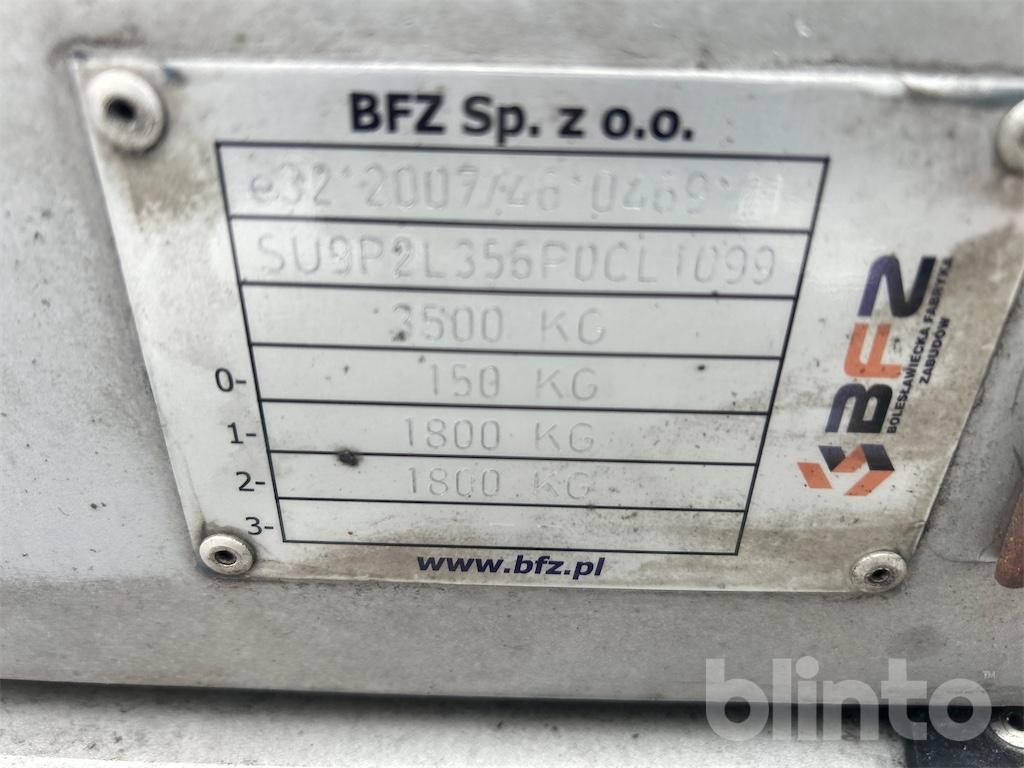 BFZ Sp. z o.o.
e32*2007/46*0469*
SU9P2L356P0CL1099
3500 KG
0- 150 KG
1- 1800 KG
2- 1800 KG
3-
www.bfz.pl
BFZ
BOLESŁAWIECKA FABRYKA
ZABUDÓW
blinto™